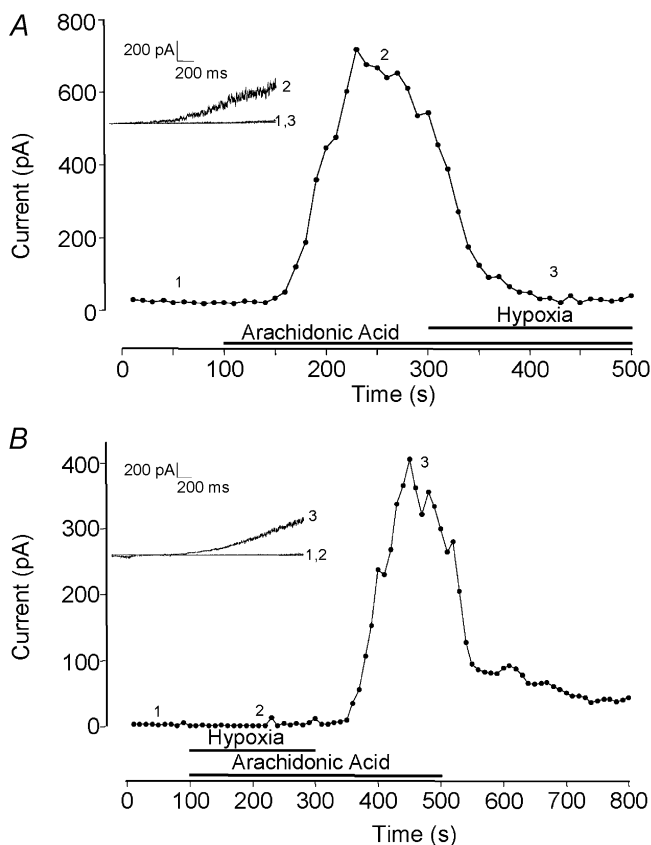 A
800
600
400
200
0
Current (pA)
200 pA
200 ms
2
1,3
1
2
3
Hypoxia
Arachidonic Acid
0 100 200 300 400 500
Time (s)
B
400
300
200
100
0
Current (pA)
200 pA
200 ms
3
1,2
1
2
3
Hypoxia
Arachidonic Acid
0 100 200 300 400 500 600 700 800
Time (s)